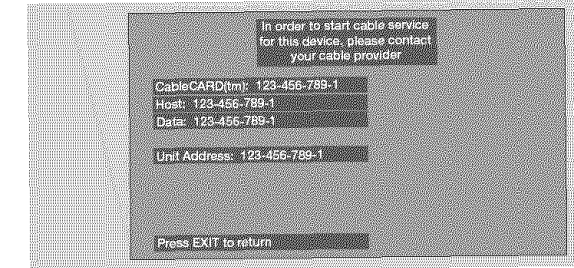 In order to start cable service
for this device, please contact
your cable provider
CableCARD(tm): 123-456-789-1
Host: 123-456-789-1
Data: 123-456-789-1
Unit Address: 123-456-789-1
Press EXIT to return